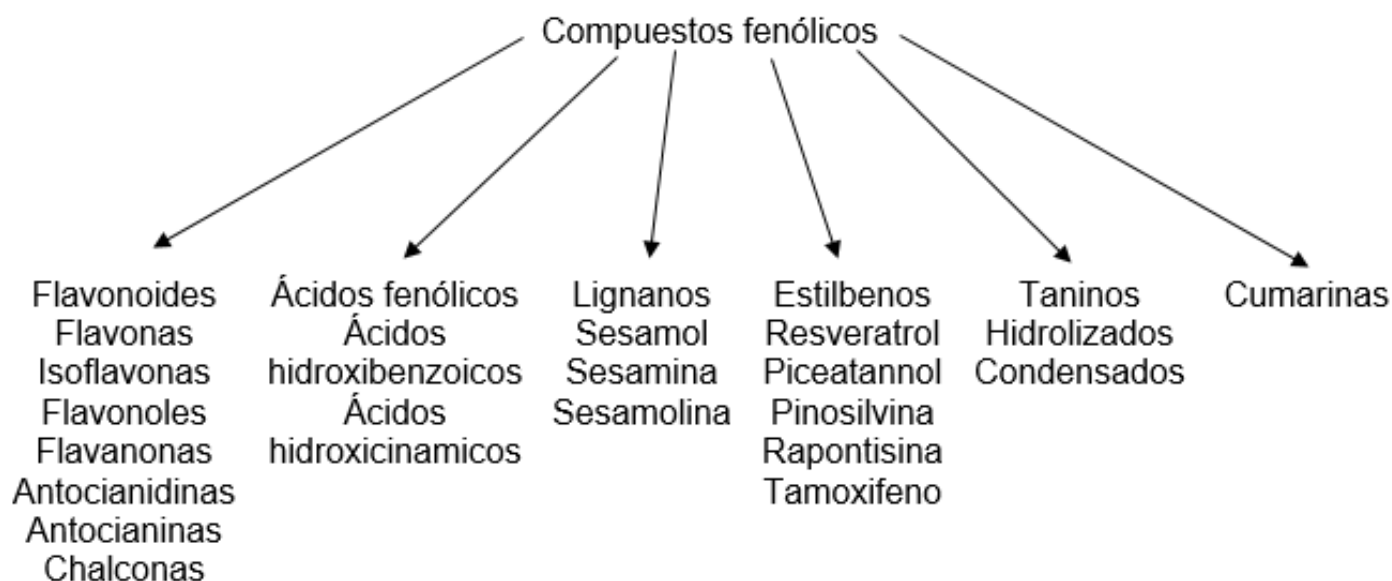 Compuestos fenólicos
Flavonoides
Flavonas
Isoflavonas
Flavonoles
Flavanonas
Antocianidinas
Antocianinas
Chalconas
Ácidos fenólicos
Ácidos
hidroxibenzoicos
Ácidos
hidroxicinamicos
Lignanos
Sesamol
Sesamina
Sesamolina
Estilbenos
Resveratrol
Piceatannol
Pinosilvina
Rapontisina
Tamoxifeno
Taninos
Hidrolizados
Condensados
Cumarinas